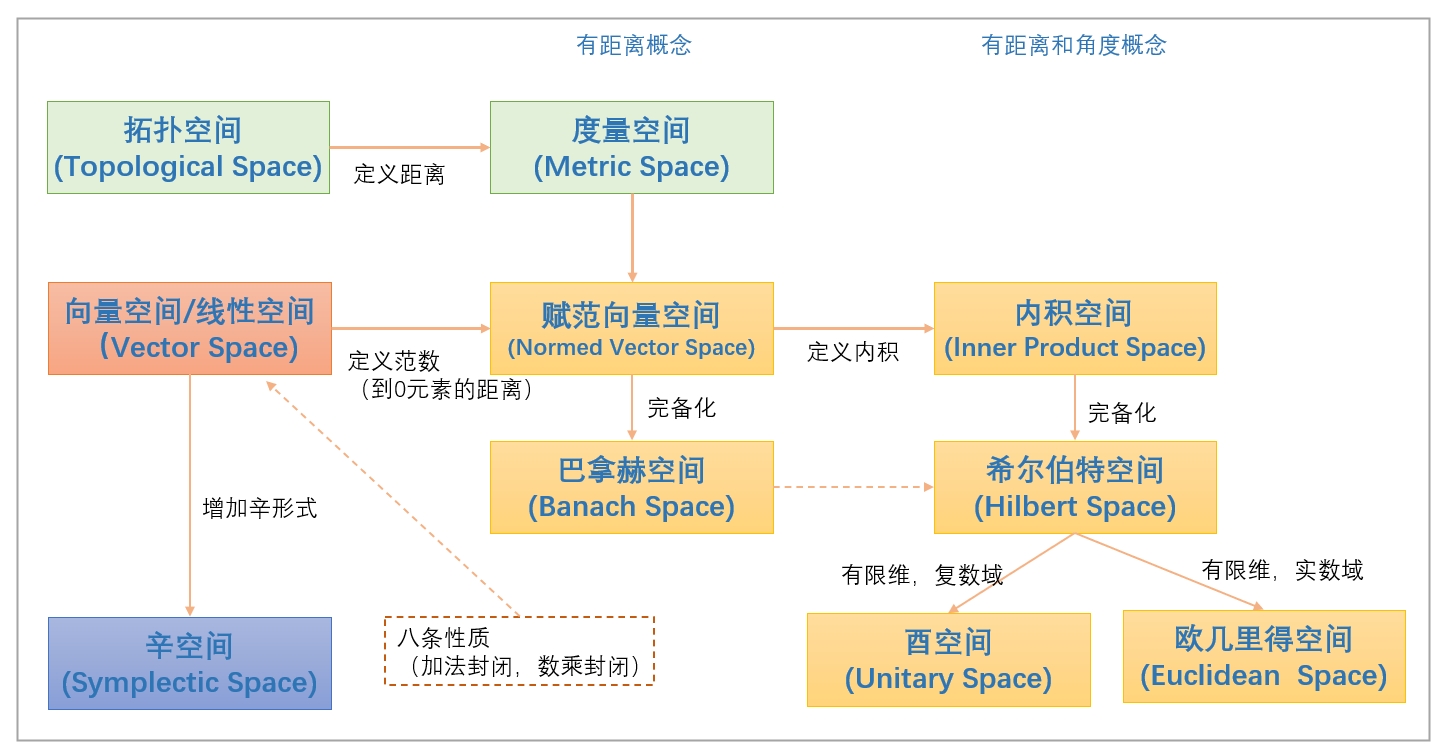 有距离概念
有距离和角度概念
拓扑空间
(Topological Space)
定义距离
度量空间
(Metric Space)
向量空间/线性空间
(Vector Space)
定义范数
（到0元素的距离）
赋范向量空间
(Normed Vector Space)
定义内积
内积空间
(Inner Product Space)
完备化
完备化
巴拿赫空间
(Banach Space)
希尔伯特空间
(Hilbert Space)
增加辛形式
有限维，复数域
有限维，实数域
辛空间
(Symplectic Space)
八条性质
（加法封闭，数乘封闭）
酉空间
(Unitary Space)
欧几里得空间
(Euclidean  Space)